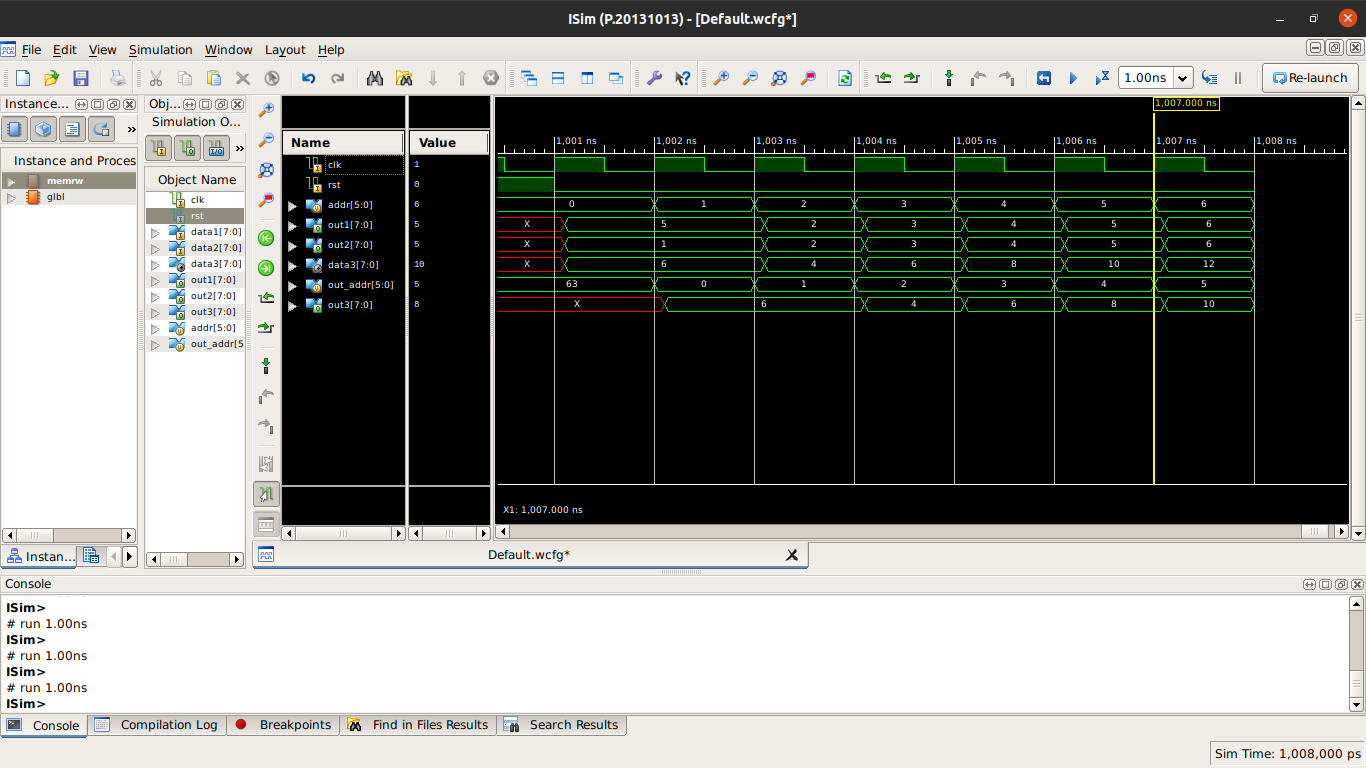 ISim (P.20131013) - [Default.wcfg*]
File Edit View Simulation Window Layout Help
1.00ns Re-launch
Instance...
»
Instance and Proces
memrw
glbl
Instan...
Obj...
Simulation O...
»
Object Name
clk
rst
data1[7:0]
data2[7:0]
data3[7:0]
out1[7:0]
out2[7:0]
out3[7:0]
addr[5:0]
out_addr[5
Name Value
clk 1
rst 0
addr[5:0] 6
out1[7:0] 5
out2[7:0] 5
data3[7:0] 10
out_addr[5:0] 5
out3[7:0] 8
1,007.000 ns
1,001 ns 1,002 ns 1,003 ns 1,004 ns 1,005 ns 1,006 ns 1,007 ns 1,008 ns
0 1 2 3 4 5 6
X 5 2 3 4 5 6
X 1 2 3 4 5 6
X 6 4 6 8 10 12
63 0 1 2 3 4 5
X 6 4 6 8 10
X1: 1,007.000 ns
Default.wcfg*
Console
ISim>
# run 1.00ns
ISim>
# run 1.00ns
ISim>
# run 1.00ns
ISim>
Console Compilation Log Breakpoints Find in Files Results Search Results
Sim Time: 1,008,000 ps